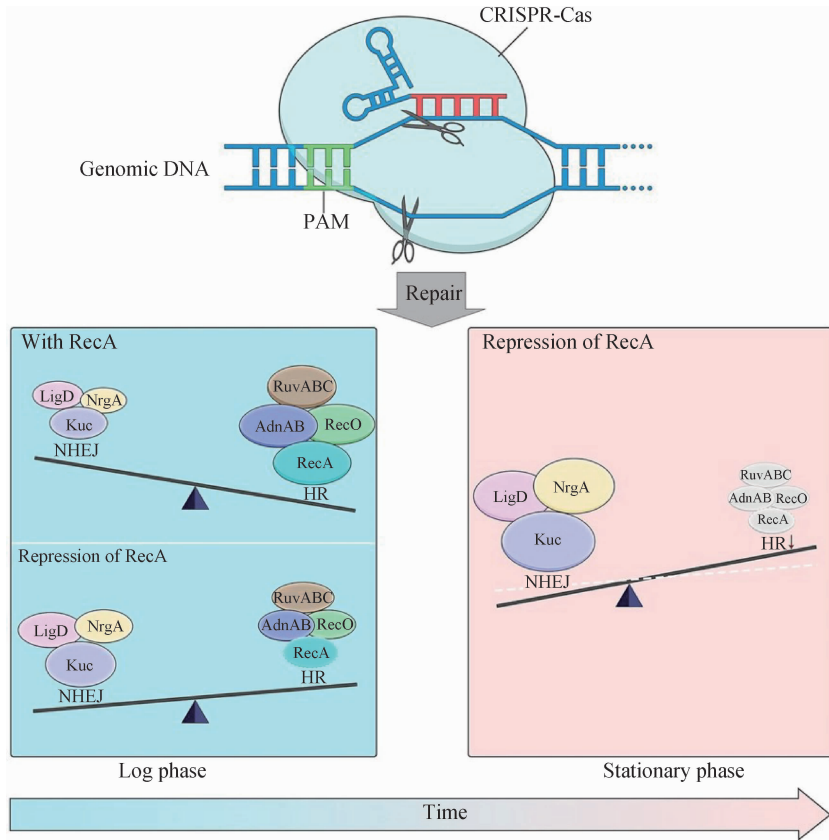 CRISPR-Cas
Genomic DNA
PAM
Repair
With RecA
LigD
NrgA
Kuc
NHEJ
RuvABC
AdnAB
RecO
RecA
HR
Repression of RecA
LigD
NrgA
Kuc
NHEJ
RuvABC
AdnAB
RecO
RecA
HR
Repression of RecA
LigD
NrgA
Kuc
NHEJ
RuvABC
AdnAB RecO
RecA
HR↓
Log phase
Stationary phase
Time